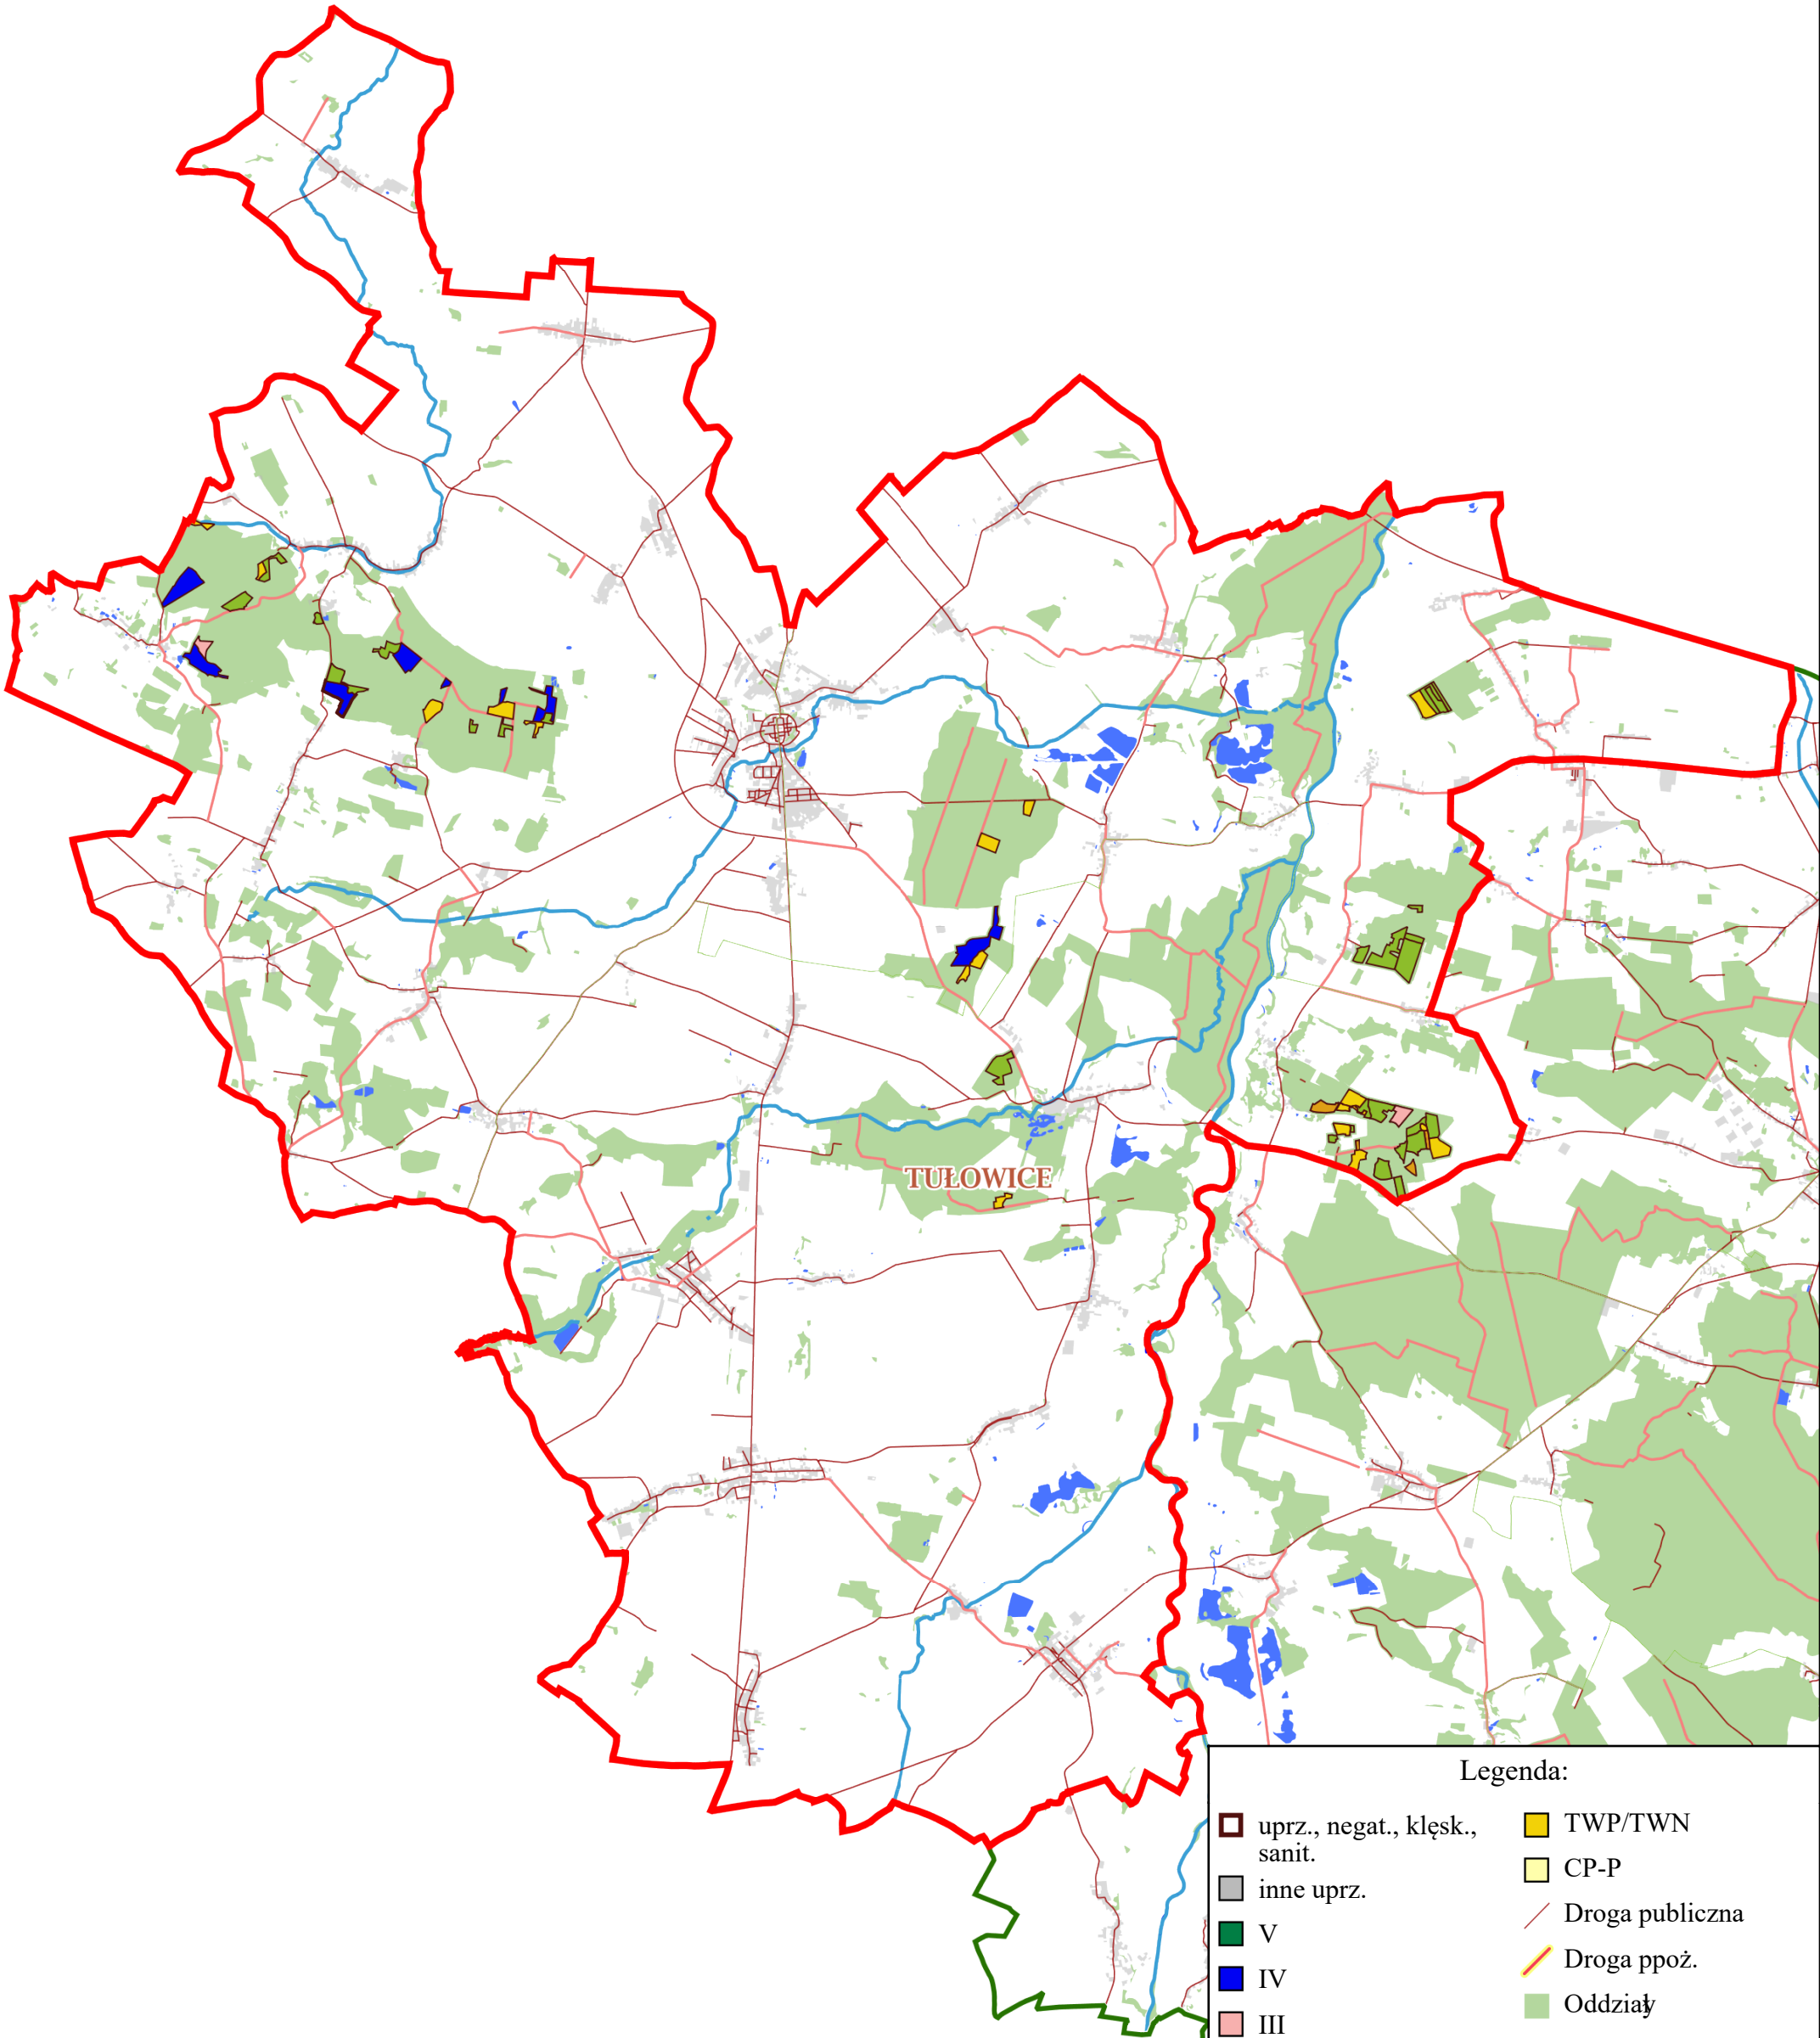 TUŁOWICE
Legenda:
uprz., negat., klęsk.,
sanit.
inne uprz.
V
IV
III
TWP/TWN
CP-P
Droga publiczna
Droga ppoż.
Oddziały